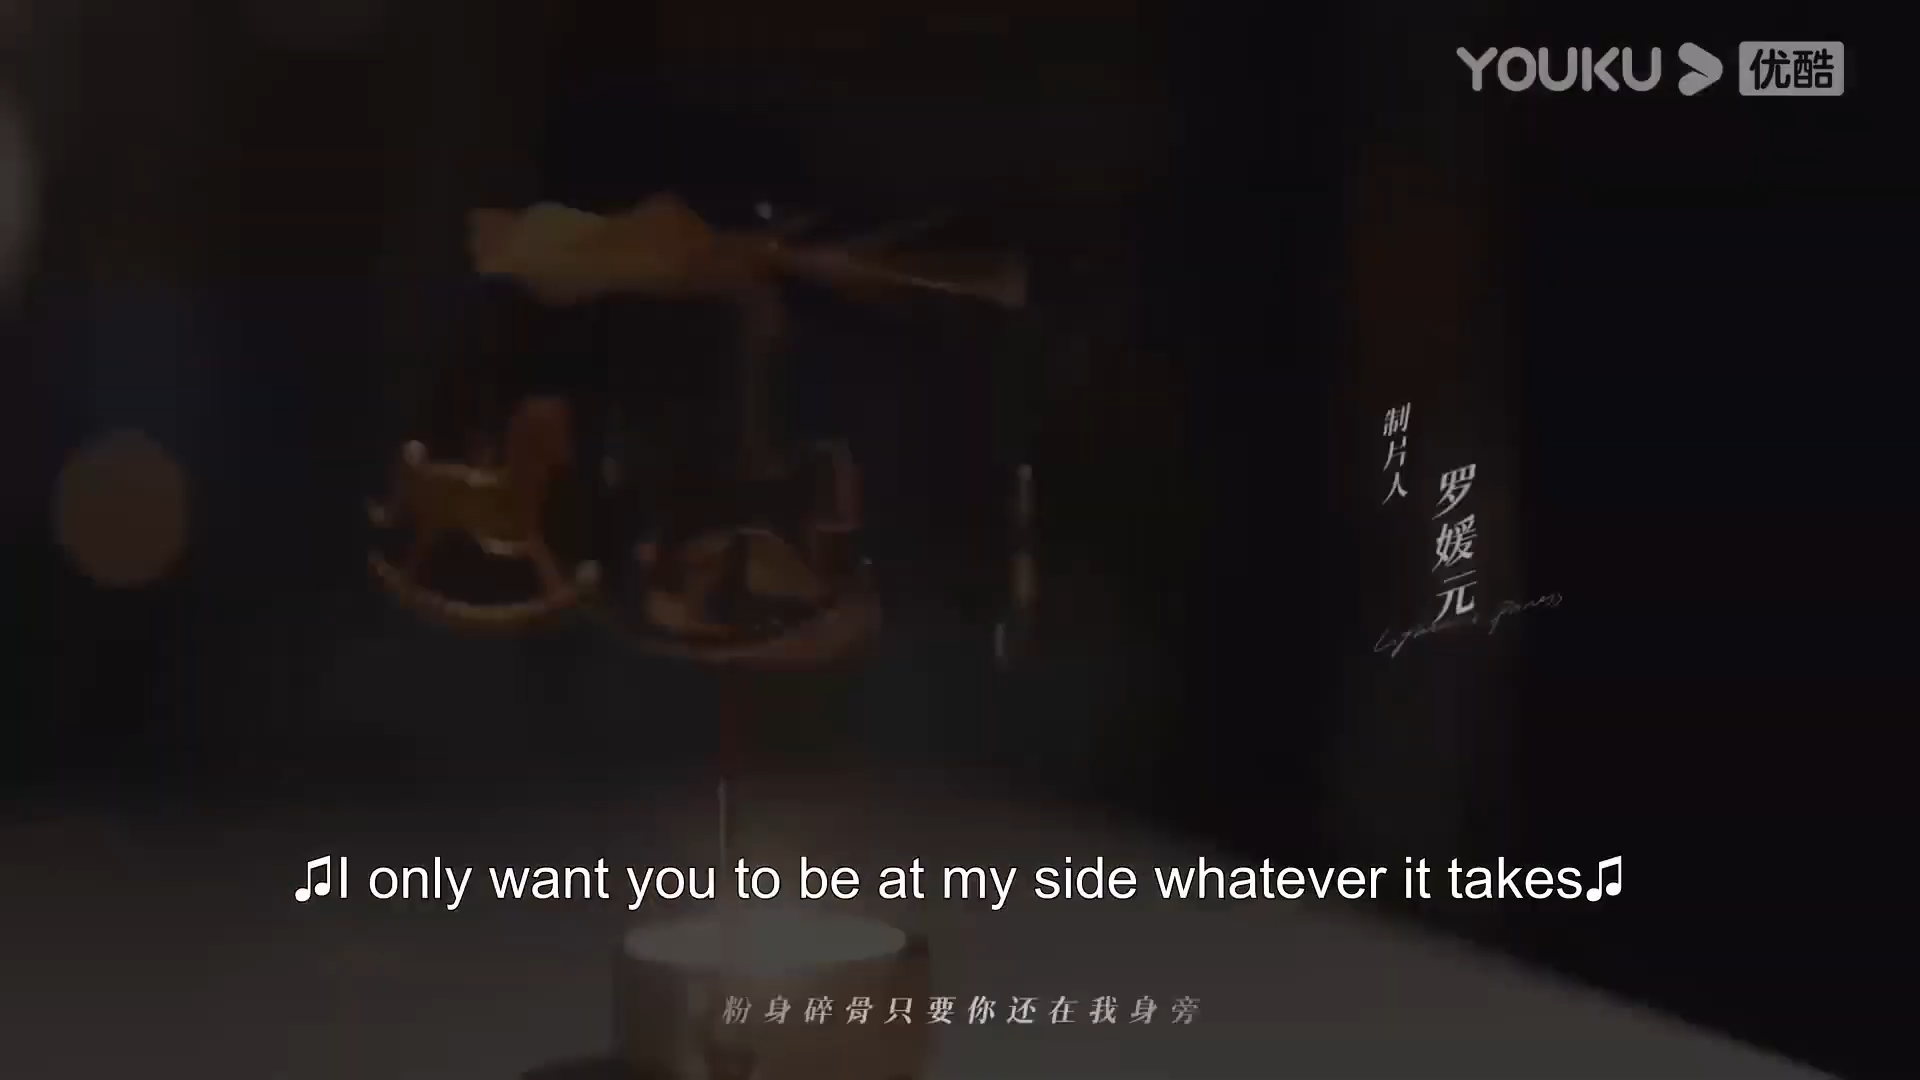 YOUKU 优酷
制片人
罗媛元
♫I only want you to be at my side whatever it takes♫
粉身碎骨只要你还在我身旁